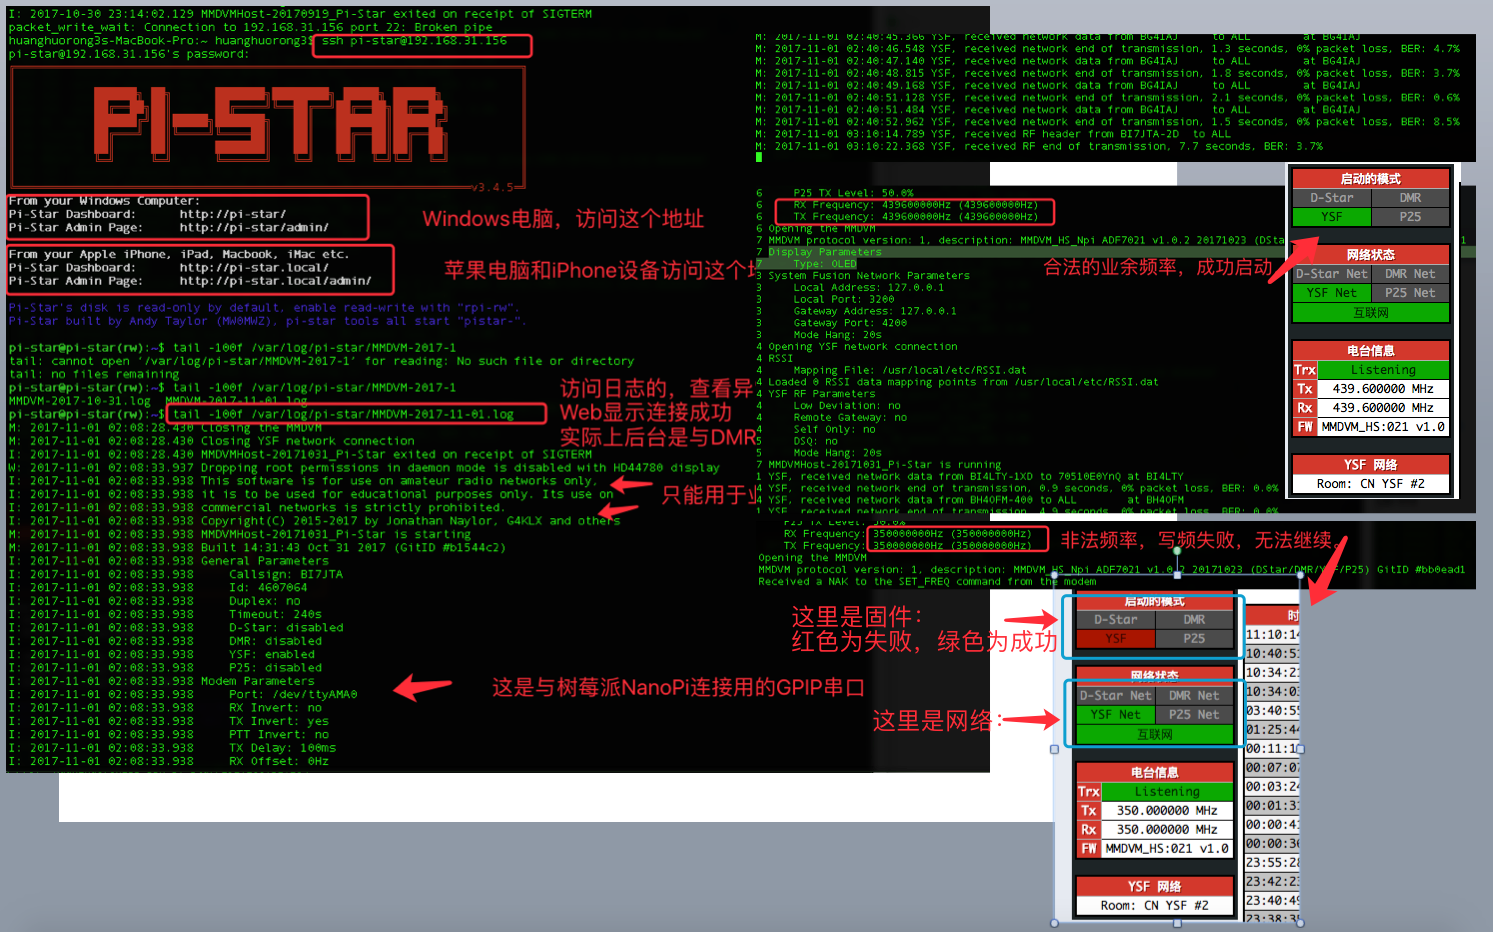 I: 2017-10-30 23:14:02.129 MMDVMHost-20170919_Pi-Star exited on receipt of SIGTERM
packet_write_wait: Connection to 192.168.31.156 port 22: Broken pipe
huanghuorong3s-MacBook-Pro:~ huanghuorong3$ ssh pi-star@192.168.31.156
pi-star@192.168.31.156's password:
PI-STAR
v3.4.5
From your Windows Computer:
Pi-Star Dashboard: http://pi-star/
Pi-Star Admin Page: http://pi-star/admin/
Windows电脑，访问这个地址
From your Apple iPhone, iPad, Macbook, iMac etc.
Pi-Star Dashboard: http://pi-star.local/
Pi-Star Admin Page: http://pi-star.local/admin/
苹果电脑和iPhone设备访问这个
Pi-Star's disk is read-only by default, enable read-write with "rpi-rw".
Pi-Star built by Andy Taylor (MW0MWZ), pi-star tools all start "pistar-".
pi-star@pi-star(rw):~$ tail -100f /var/log/pi-star/MMDVM-2017-1
tail: cannot open '/var/log/pi-star/MMDVM-2017-1' for reading: No such file or directory
tail: no files remaining
pi-star@pi-star(rw):~$ tail -100f /var/log/pi-star/MMDVM-2017-1
MMDVM-2017-10-31.log MMDVM-2017-11-01.log
pi-star@pi-star(rw):~$ tail -100f /var/log/pi-star/MMDVM-2017-11-01.log
访问日志的，查看异
Web显示连接成功
实际上后台是与DMR
M: 2017-11-01 02:08:28.430 Closing the MMDVM
I: 2017-11-01 02:08:28.430 Closing YSF network connection
I: 2017-11-01 02:08:28.430 MMDVMHost-20171031_Pi-Star exited on receipt of SIGTERM
W: 2017-11-01 02:08:33.937 Dropping root permissions in daemon mode is disabled with HD44780 display
I: 2017-11-01 02:08:33.938 This software is for use on amateur radio networks only,
I: 2017-11-01 02:08:33.938 it is to be used for educational purposes only. Its use on
I: 2017-11-01 02:08:33.938 commercial networks is strictly prohibited.
I: 2017-11-01 02:08:33.938 Copyright(C) 2015-2017 by Jonathan Naylor, G4KLX and others
只能用于
M: 2017-11-01 02:08:33.938 MMDVMHost-20171031_Pi-Star is starting
M: 2017-11-01 02:08:33.938 Built 14:31:43 Oct 31 2017 (GitID #b1544c2)
I: 2017-11-01 02:08:33.938 General Parameters
I: 2017-11-01 02:08:33.938 Callsign: BI7JTA
I: 2017-11-01 02:08:33.938 Id: 4607064
I: 2017-11-01 02:08:33.938 Duplex: no
I: 2017-11-01 02:08:33.938 Timeout: 240s
I: 2017-11-01 02:08:33.938 D-Star: disabled
I: 2017-11-01 02:08:33.938 DMR: disabled
I: 2017-11-01 02:08:33.938 YSF: enabled
I: 2017-11-01 02:08:33.938 P25: disabled
I: 2017-11-01 02:08:33.938 Modem Parameters
I: 2017-11-01 02:08:33.938 Port: /dev/ttyAMA0
I: 2017-11-01 02:08:33.938 RX Invert: no
I: 2017-11-01 02:08:33.938 TX Invert: yes
I: 2017-11-01 02:08:33.938 PTT Invert: no
I: 2017-11-01 02:08:33.938 TX Delay: 100ms
I: 2017-11-01 02:08:33.938 RX Offset: 0Hz
这是与树莓派NanoPi连接用的GPIP串口
M: 2017-11-01 02:40:45.366 YSF, received network data from BG4IAJ to ALL at BG4IAJ
M: 2017-11-01 02:40:46.548 YSF, received network end of transmission, 1.3 seconds, 0% packet loss, BER: 4.7%
M: 2017-11-01 02:40:47.140 YSF, received network data from BG4IAJ to ALL at BG4IAJ
M: 2017-11-01 02:40:48.815 YSF, received network end of transmission, 1.8 seconds, 0% packet loss, BER: 3.7%
M: 2017-11-01 02:40:49.168 YSF, received network data from BG4IAJ to ALL at BG4IAJ
M: 2017-11-01 02:40:51.128 YSF, received network end of transmission, 2.1 seconds, 0% packet loss, BER: 0.6%
M: 2017-11-01 02:40:51.484 YSF, received network data from BG4IAJ to ALL at BG4IAJ
M: 2017-11-01 02:40:52.962 YSF, received network end of transmission, 1.5 seconds, 0% packet loss, BER: 8.5%
M: 2017-11-01 03:10:14.789 YSF, received RF header from BI7JTA-2D to ALL
M: 2017-11-01 03:10:22.368 YSF, received RF end of transmission, 7.7 seconds, BER: 3.7%
6 P25 TX Level: 50.0%
6 RX Frequency: 439600000Hz (439600000Hz)
6 TX Frequency: 439600000Hz (439600000Hz)
6 Opening the MMDVM
7 MMDVM protocol version: 1, description: MMDVM_HS_Npi ADF7021 v1.0.2 20171023 (DStar
7 Display Parameters
7 Type: OLED
3 System Fusion Network Parameters
3 Local Address: 127.0.0.1
3 Local Port: 3200
3 Gateway Address: 127.0.0.1
3 Gateway Port: 4200
3 Mode Hang: 20s
4 Opening YSF network connection
4 RSSI
4 Mapping File: /usr/local/etc/RSSI.dat
4 Loaded 0 RSSI data mapping points from /usr/local/etc/RSSI.dat
4 YSF RF Parameters
4 Low Deviation: no
4 Remote Gateway: no
4 Self Only: no
5 DSQ: no
5 Mode Hang: 20s
7 MMDVMHost-20171031_Pi-Star is running
1 YSF, received network data from BI4LTY-1XD to 70510E0YnQ at BI4LTY
4 YSF, received network end of transmission, 0.9 seconds, 0% packet loss, BER: 0.0%
4 YSF, received network data from BH4OFM-400 to ALL at BH4OFM
1 YSF, received network end of transmission, 0.4 seconds, 0% packet loss, BER: 0.0%
合法的业余频率，成功启动
启动的模式
D-Star DMR
YSF P25
网络状态
D-Star Net DMR Net
YSF Net P25 Net
互联网
电台信息
Trx Listening
Tx 439.600000 MHz
Rx 439.600000 MHz
FW MMDVM_HS:021 v1.0
YSF 网络
Room: CN YSF #2
P25 TX Level: 50.0%
RX Frequency: 350000000Hz (350000000Hz)
TX Frequency: 350000000Hz (350000000Hz)
非法频率，写频失败，无法继续。
Opening the MMDVM
MMDVM protocol version: 1, description: MMDVM_HS_Npi ADF7021 v1.0.2 20171023 (DStar/DMR/YSF/P25) GitID #bb0ead1
Received a NAK to the SET_FREQ command from the modem
这里是固件：
红色为失败，绿色为成功
这里是网络：
启动的模式
D-Star DMR
YSF P25
网络状态
D-Star Net DMR Net
YSF Net P25 Net
互联网
电台信息
Trx Listening
Tx 350.000000 MHz
Rx 350.000000 MHz
FW MMDVM_HS:021 v1.0
YSF 网络
Room: CN YSF #2
时
11:10:14
10:40:51
10:34:21
10:34:03
03:40:55
01:25:44
00:11:1
00:07:07
00:03:24
00:01:31
00:00:41
00:00:36
23:55:28
23:42:23
23:40:49
23:38:35